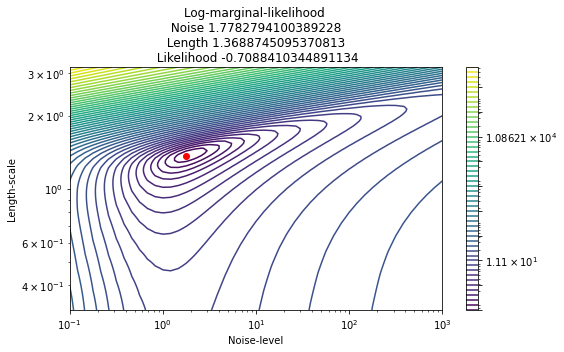 Log-marginal-likelihood
Noise 1.7782794100389228
Length 1.3688745095370813
Likelihood -0.7088410344891134
3 × 10⁰
2 × 10⁰
10⁰
6 × 10⁻¹
4 × 10⁻¹
Length-scale
10⁻¹ 10⁰ 10¹ 10² 10³
Noise-level
1.08621 × 10⁴
1.11 × 10¹